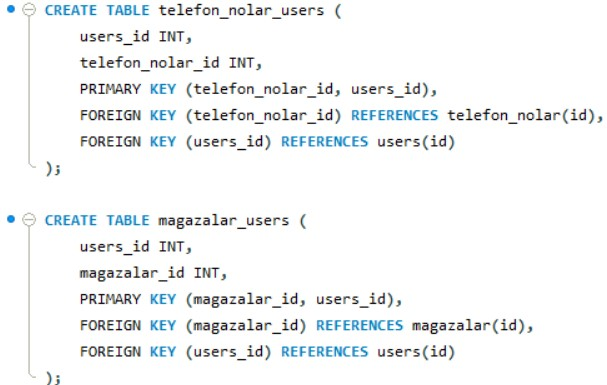 CREATE TABLE telefon_nolar_users (
    users_id INT,
    telefon_nolar_id INT,
    PRIMARY KEY (telefon_nolar_id, users_id),
    FOREIGN KEY (telefon_nolar_id) REFERENCES telefon_nolar(id),
    FOREIGN KEY (users_id) REFERENCES users(id)
);
CREATE TABLE magazalar_users (
    users_id INT,
    magazalar_id INT,
    PRIMARY KEY (magazalar_id, users_id),
    FOREIGN KEY (magazalar_id) REFERENCES magazalar(id),
    FOREIGN KEY (users_id) REFERENCES users(id)
);